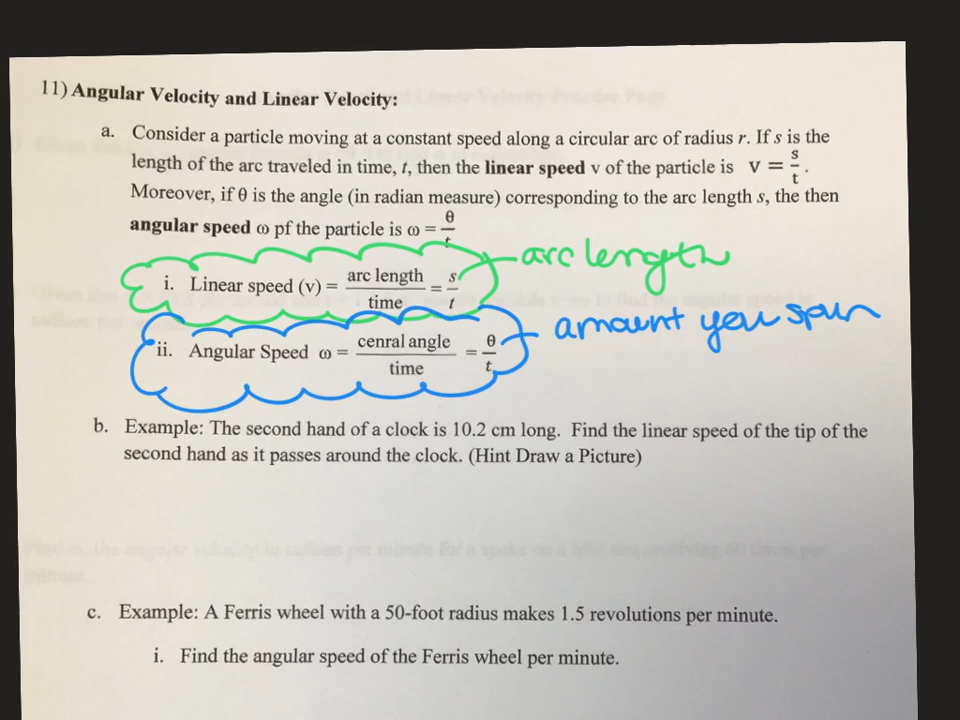 11) Angular Velocity and Linear Velocity:
a. Consider a particle moving at a constant speed along a circular arc of radius r. If s is the
length of the arc traveled in time, t, then the linear speed v of the particle is v = s/t.
Moreover, if θ is the angle (in radian measure) corresponding to the arc length s, the then
angular speed ω pf the particle is ω = θ/t
i. Linear speed (v) = arc length/time = s/t
arc length
ii. Angular Speed ω = cenral angle/time = θ/t
amount you spin
b. Example: The second hand of a clock is 10.2 cm long. Find the linear speed of the tip of the
second hand as it passes around the clock. (Hint Draw a Picture)
c. Example: A Ferris wheel with a 50-foot radius makes 1.5 revolutions per minute.
i. Find the angular speed of the Ferris wheel per minute.